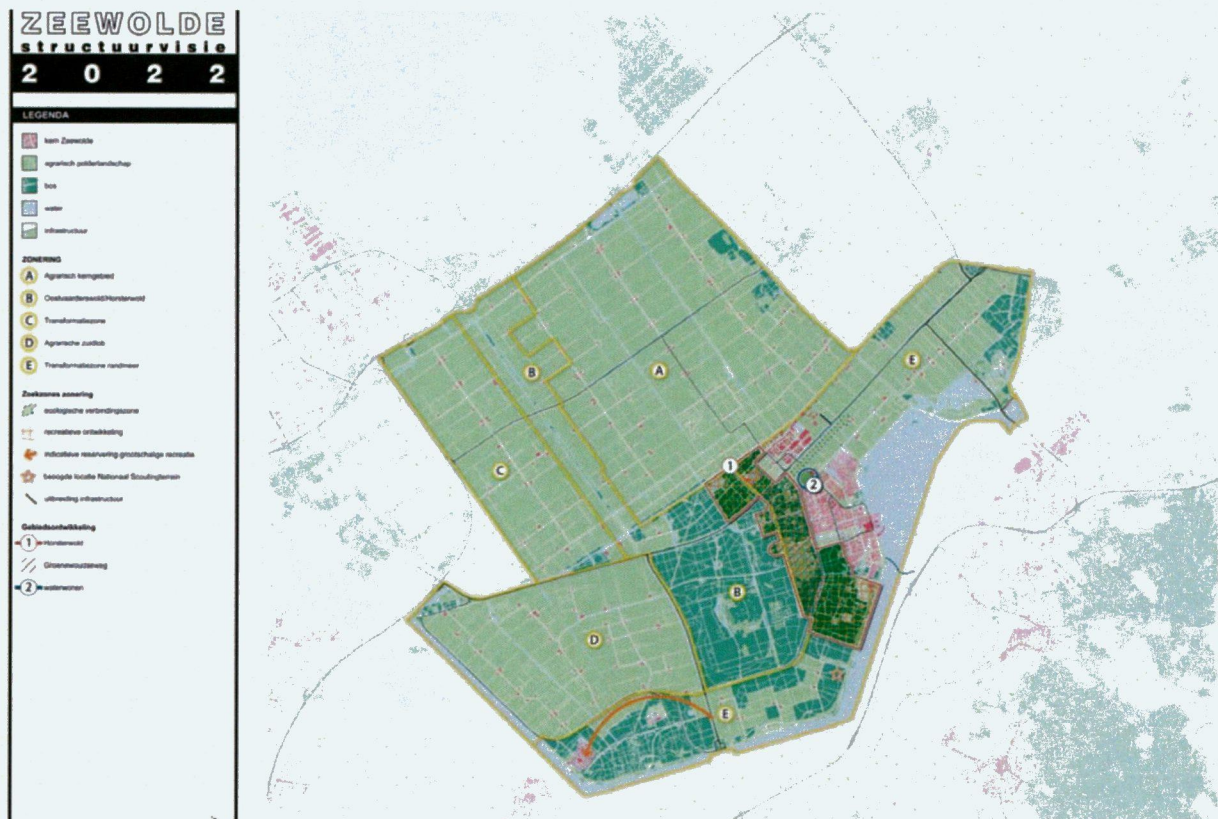 ZEEWOLDE
structuurvisie
2 0 2 2
LEGENDA
kern Zeewolde
agrarisch polderlandschap
bos
water
infrastructuur
ZONERING
A Agrarisch kerngebied
B Oostvaarderswold/Horsterwold
C Transformatiezone
D Agrarische zuidlob
E Transformatiezone randmeer
Zoekzones zonering
ecologische verbindingszone
recreatieve ontwikkeling
indicatieve reservering grootschalige recreatie
beoogde locatie Nationaal Scoutingterrein
uitbreiding infrastructuur
Gebiedsontwikkeling
1 Horsterwold
Groenewoudseweg
2 waterwonen
E
B
A
1
C
2
B
D
E